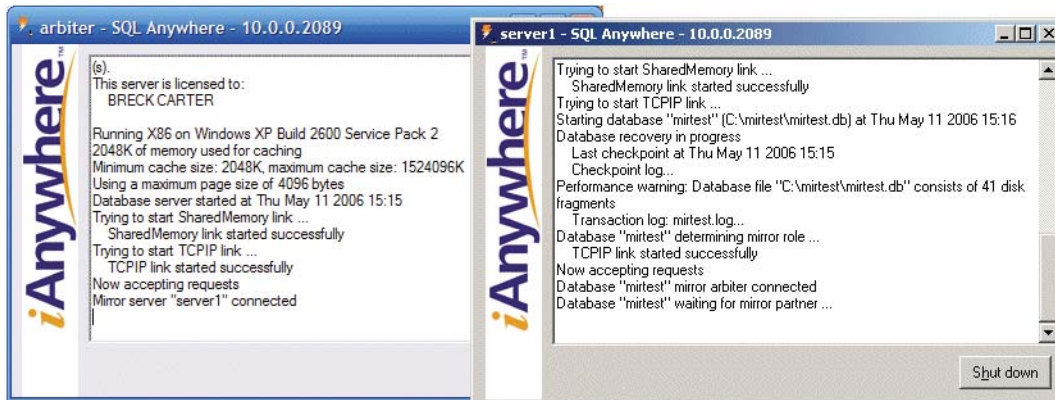 arbiter - SQL Anywhere - 10.0.0.2089
iAnywhere™
(s).
This server is licensed to:
BRECK CARTER
Running X86 on Windows XP Build 2600 Service Pack 2
2048K of memory used for caching
Minimum cache size: 2048K, maximum cache size: 1524096K
Using a maximum page size of 4096 bytes
Database server started at Thu May 11 2006 15:15
Trying to start SharedMemory link ...
SharedMemory link started successfully
Trying to start TCPIP link ...
TCPIP link started successfully
Now accepting requests
Mirror server "server1" connected
server1 - SQL Anywhere - 10.0.0.2089
iAnywhere™
Trying to start SharedMemory link ...
SharedMemory link started successfully
Trying to start TCPIP link ...
Starting database "mirtest" (C:\mirtest\mirtest.db) at Thu May 11 2006 15:16
Database recovery in progress
Last checkpoint at Thu May 11 2006 15:15
Checkpoint log...
Performance warning: Database file "C:\mirtest\mirtest.db" consists of 41 disk
fragments
Transaction log: mirtest.log...
Database "mirtest" determining mirror role ...
TCPIP link started successfully
Now accepting requests
Database "mirtest" mirror arbiter connected
Database "mirtest" waiting for mirror partner ...
Shut down